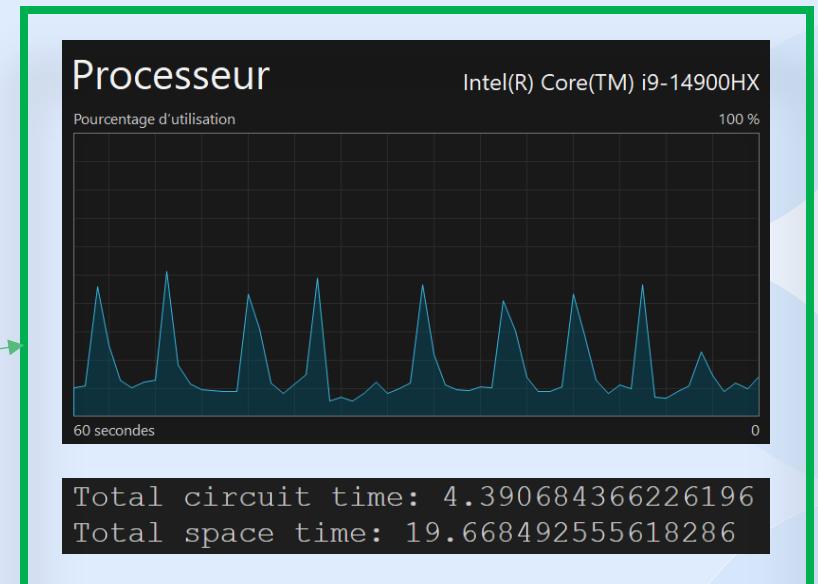 Processeur
Intel(R) Core(TM) i9-14900HX
Pourcentage d'utilisation
100 %
60 secondes
0
Total circuit time: 4.390684366226196
Total space time: 19.668492555618286